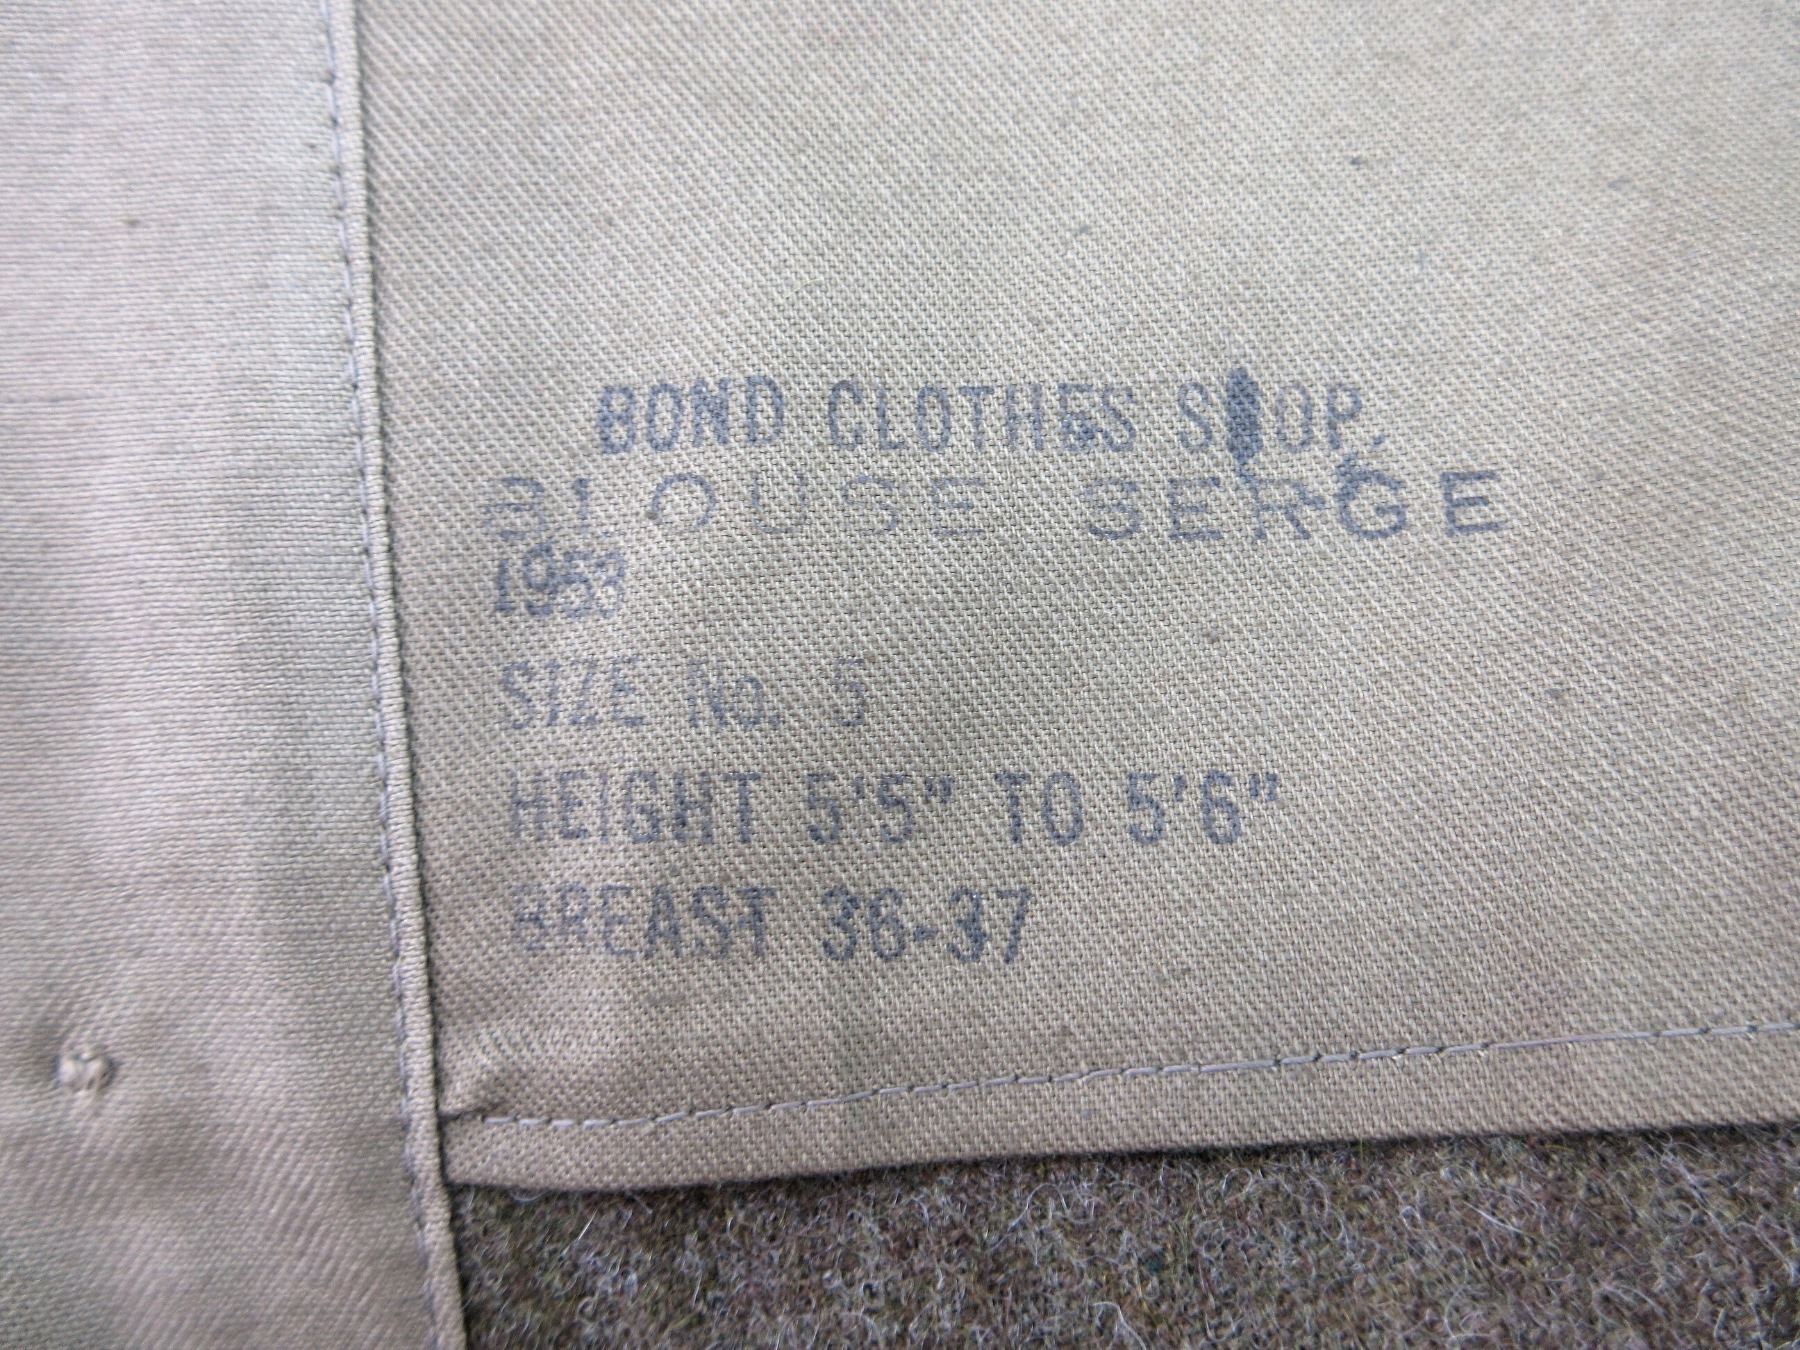 BOND CLOTHES SHOP.
BLOUSE SERGE
1953
SIZE No. 5
HEIGHT 5'5" TO 5'6"
BREAST 36-37